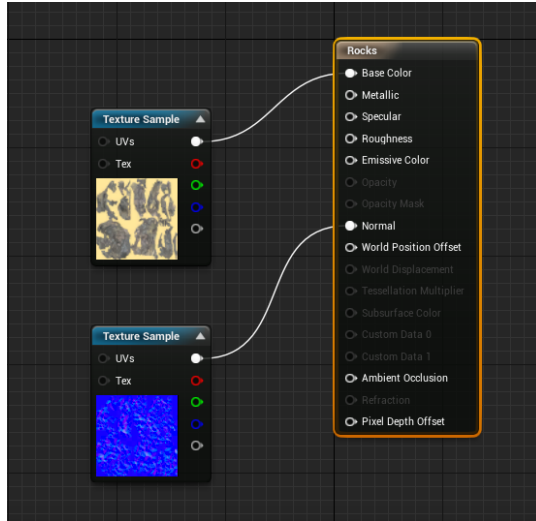 Rocks
Base Color
Metallic
Specular
Roughness
Emissive Color
Opacity
Opacity Mask
Normal
World Position Offset
World Displacement
Tessellation Multiplier
Subsurface Color
Custom Data 0
Custom Data 1
Ambient Occlusion
Refraction
Pixel Depth Offset
Texture Sample
UVs
Tex
Texture Sample
UVs
Tex